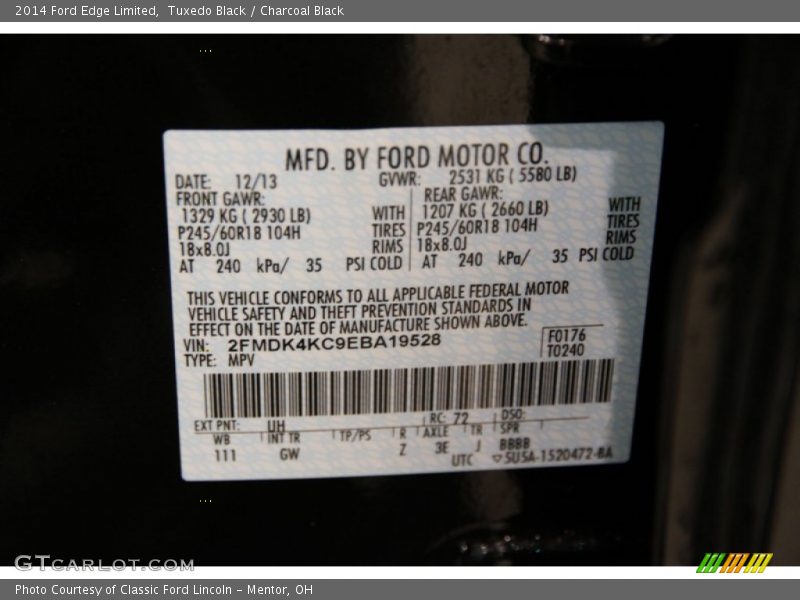 2014 Ford Edge Limited,  Tuxedo Black / Charcoal Black
MFD. BY FORD MOTOR CO.
DATE: 12/13 GVWR: 2531 KG ( 5580 LB)
FRONT GAWR: REAR GAWR:
1329 KG ( 2930 LB) WITH 1207 KG ( 2660 LB) WITH
P245/60R18 104H TIRES P245/60R18 104H TIRES
18x8.0J RIMS 18x8.0J RIMS
AT 240 kPa/ 35 PSI COLD AT 240 kPa/ 35 PSI COLD
THIS VEHICLE CONFORMS TO ALL APPLICABLE FEDERAL MOTOR
VEHICLE SAFETY AND THEFT PREVENTION STANDARDS IN
EFFECT ON THE DATE OF MANUFACTURE SHOWN ABOVE.
VIN: 2FMDK4KC9EBA19528 F0176
TYPE: MPV T0240
EXT PNT: UH RC: 72 DSO:
WB INT TR TP/PS R AXLE TR SPR
111 GW Z 3E J BBBB
UTC ▽5U5A-1520472-BA
GTCARLOT.COM
Photo Courtesy of Classic Ford Lincoln – Mentor, OH